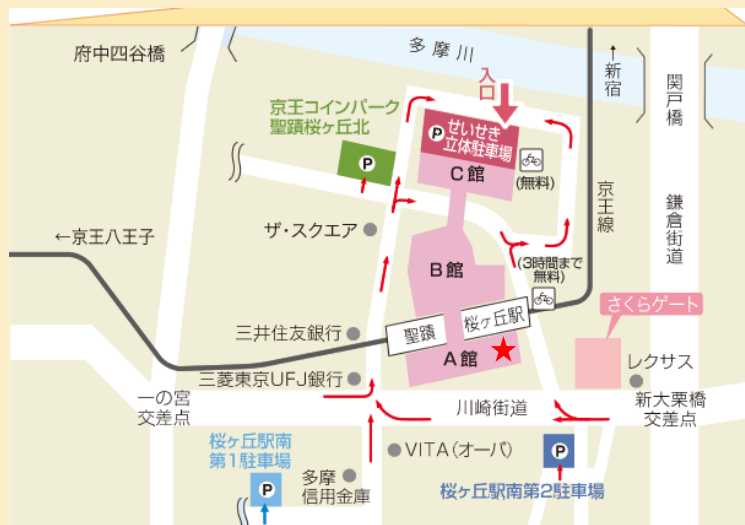 府中四谷橋
多摩川
入口
↑新宿
関戸橋
京王コインパーク
聖蹟桜ヶ丘北
P
P せいせき
立体駐車場
C館
(無料)
京王線
鎌倉街道
←京王八王子
ザ・スクエア
B館
(3時間まで
無料)
さくらゲート
三井住友銀行
聖蹟
桜ヶ丘駅
A館
レクサス
三菱東京UFJ銀行
一の宮
交差点
川崎街道
新大栗橋
交差点
桜ヶ丘駅南
第1駐車場
P
VITA(オーパ)
P
多摩
信用金庫
桜ヶ丘駅南第2駐車場